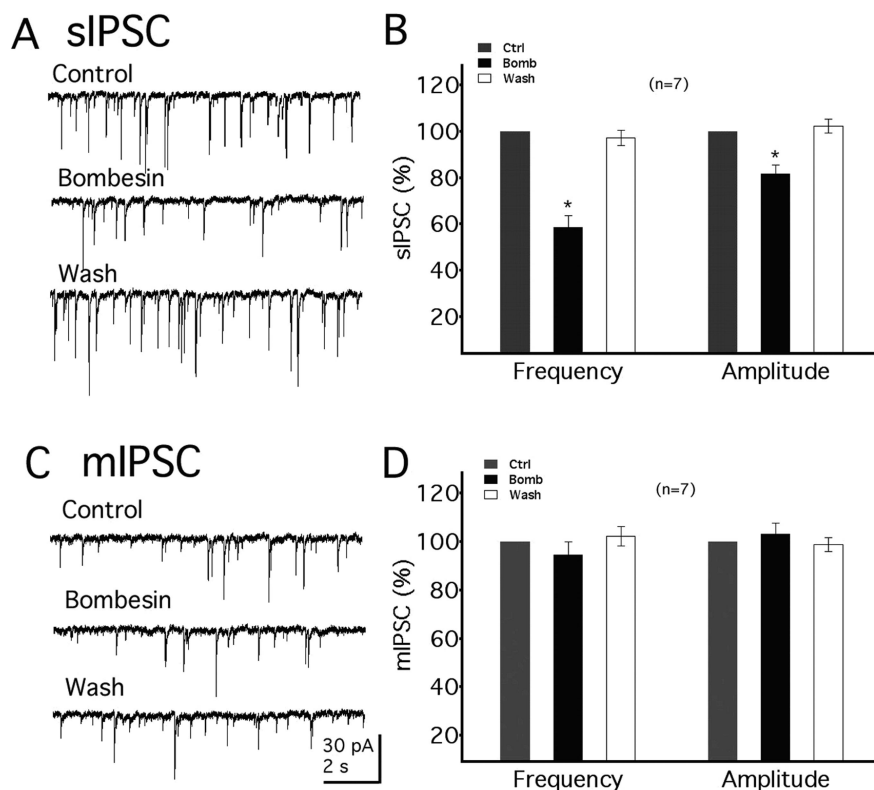 A sIPSC
Control
Bombesin
Wash
B
Ctrl
Bomb
Wash
(n=7)
120
100
80
60
40
20
sIPSC (%)
*
*
Frequency
Amplitude
C mIPSC
Control
Bombesin
Wash
30 pA
2 s
D
Ctrl
Bomb
Wash
(n=7)
120
100
80
60
40
20
mIPSC (%)
Frequency
Amplitude